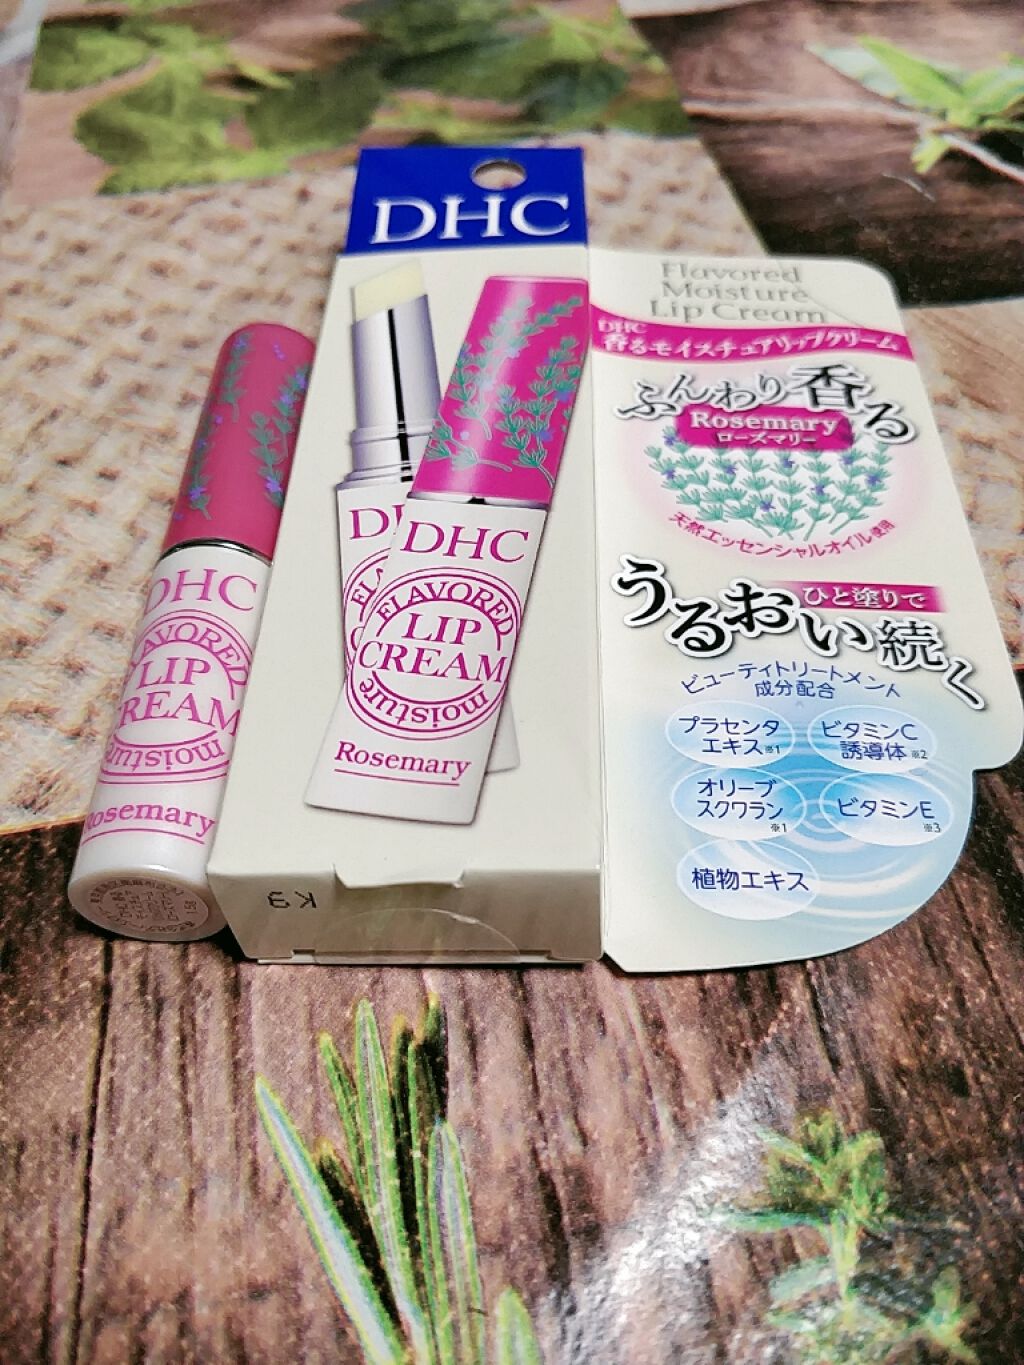 DHC
FLAVORED
LIP
CREAM
moisture
Rosemary
DHC
DHC
FLAVORED
LIP
CREAM
moisture
Rosemary
Flavored
Moisture
Lip Cream
DHC
香るモイスチュアリップクリーム
ふんわり香る
Rosemary
ローズマリー
天然エッセンシャルオイル使用
ひと塗りで
うるおい続く
ビューティトリートメント
成分配合
プラセンタ
エキス※1
ビタミンC
誘導体※2
オリーブ
スクワラン
※1
ビタミンE
※3
植物エキス